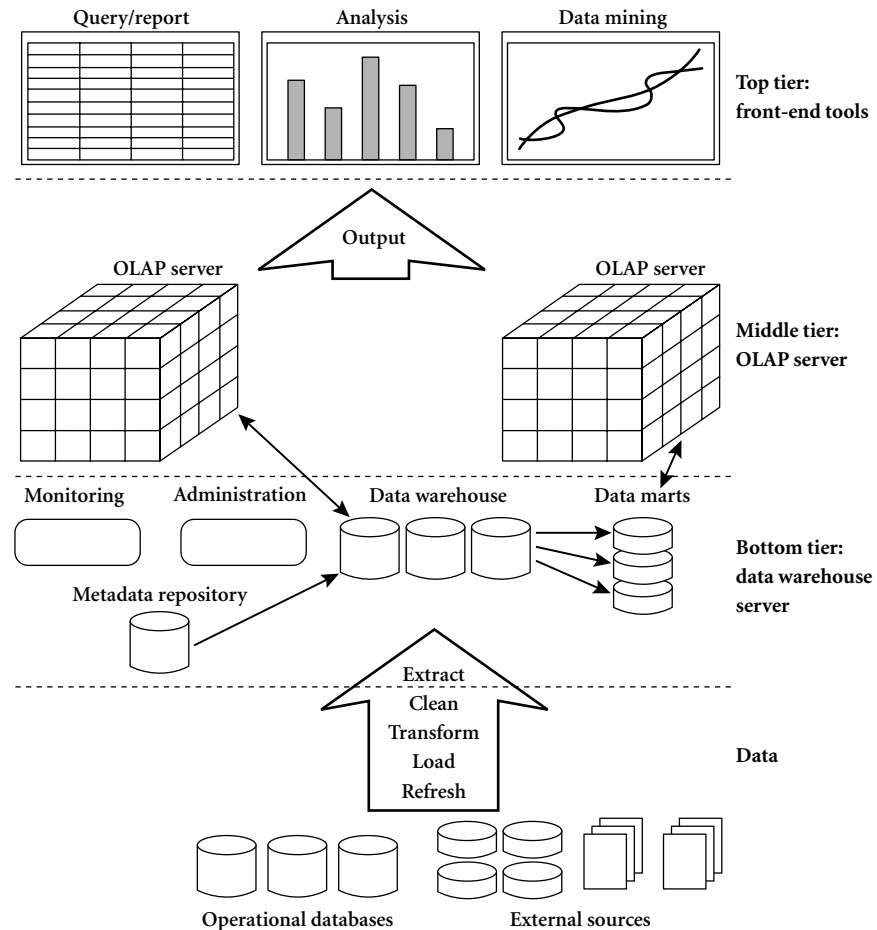 Query/report
Analysis
Data mining
Top tier:
front-end tools
Output
OLAP server
OLAP server
Middle tier:
OLAP server
Monitoring
Administration
Data warehouse
Data marts
Bottom tier:
data warehouse
server
Metadata repository
Extract
Clean
Transform
Load
Refresh
Data
Operational databases
External sources